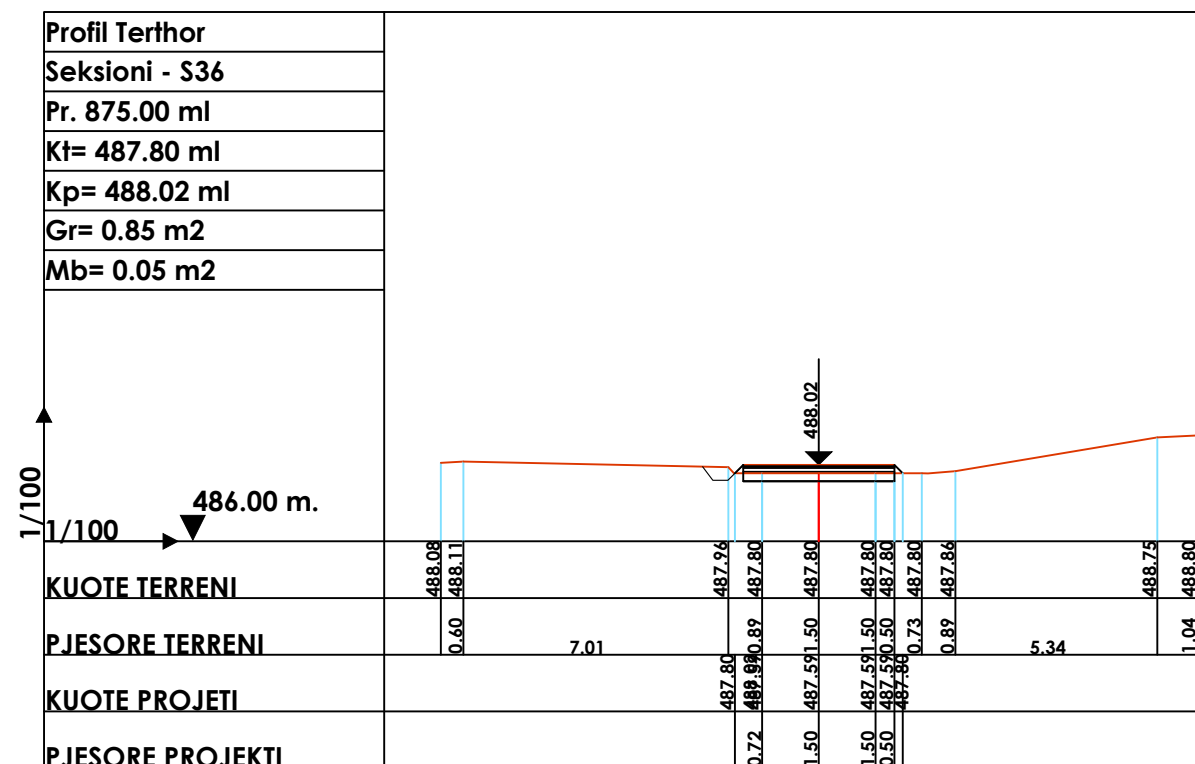 Profil Terthor
Seksioni - S36
Pr. 875.00 ml
Kt= 487.80 ml
Kp= 488.02 ml
Gr= 0.85 m2
Mb= 0.05 m2
488.02
1/100
486.00 m.
1/100
KUOTE TERRENI
488.08 488.11 487.96 487.80 487.80 487.80 487.80 487.80 487.86 488.75 488.80
PJESORE TERRENI
0.60 7.01 0.89 1.50 1.50 0.50 0.73 0.89 5.34 1.04
KUOTE PROJETI
487.80 487.59 487.59 487.59 487.80
PJESORE PROJEKTI
0.72 1.50 1.50 0.50